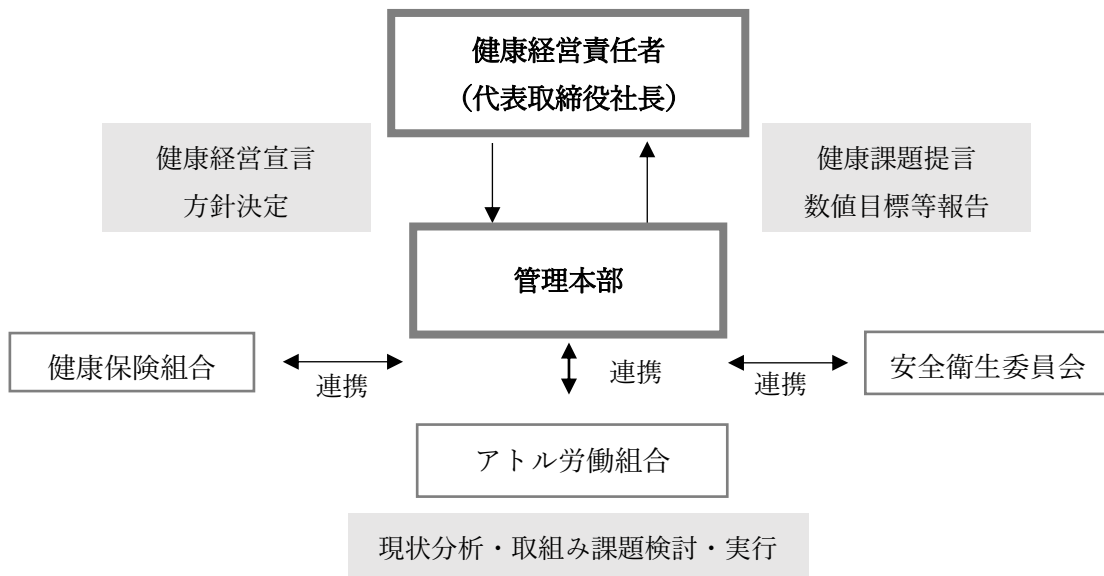 健康経営責任者
（代表取締役社長）
健康経営宣言
方針決定
健康課題提言
数値目標等報告
管理本部
健康保険組合
連携
連携
連携
安全衛生委員会
アトル労働組合
現状分析・取組み課題検討・実行